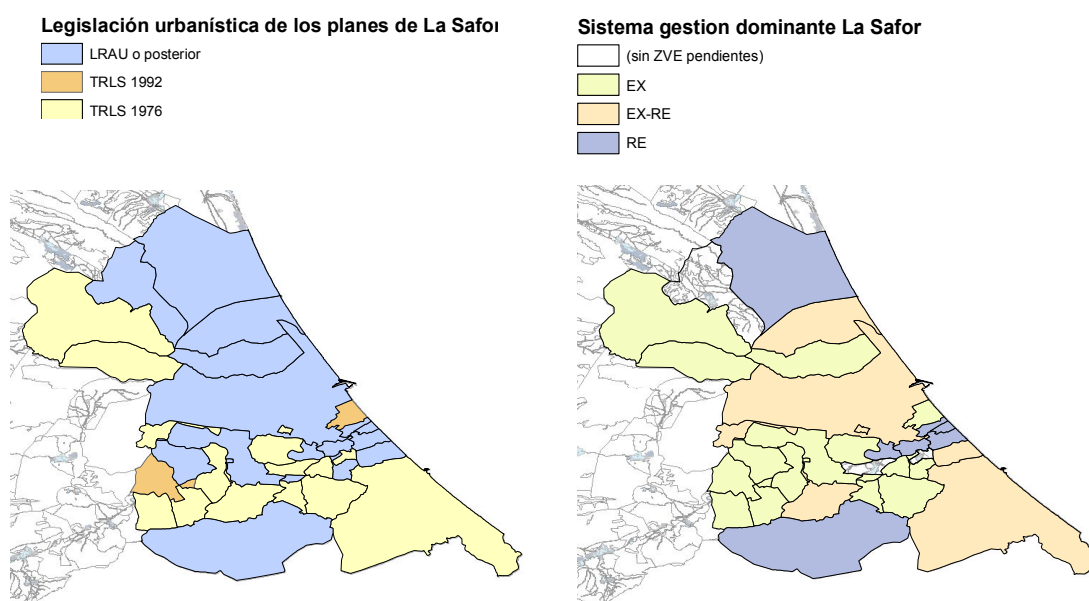 Legislación urbanística de los planes de La Safor
LRAU o posterior
TRLS 1992
TRLS 1976
Sistema gestion dominante La Safor
(sin ZVE pendientes)
EX
EX-RE
RE